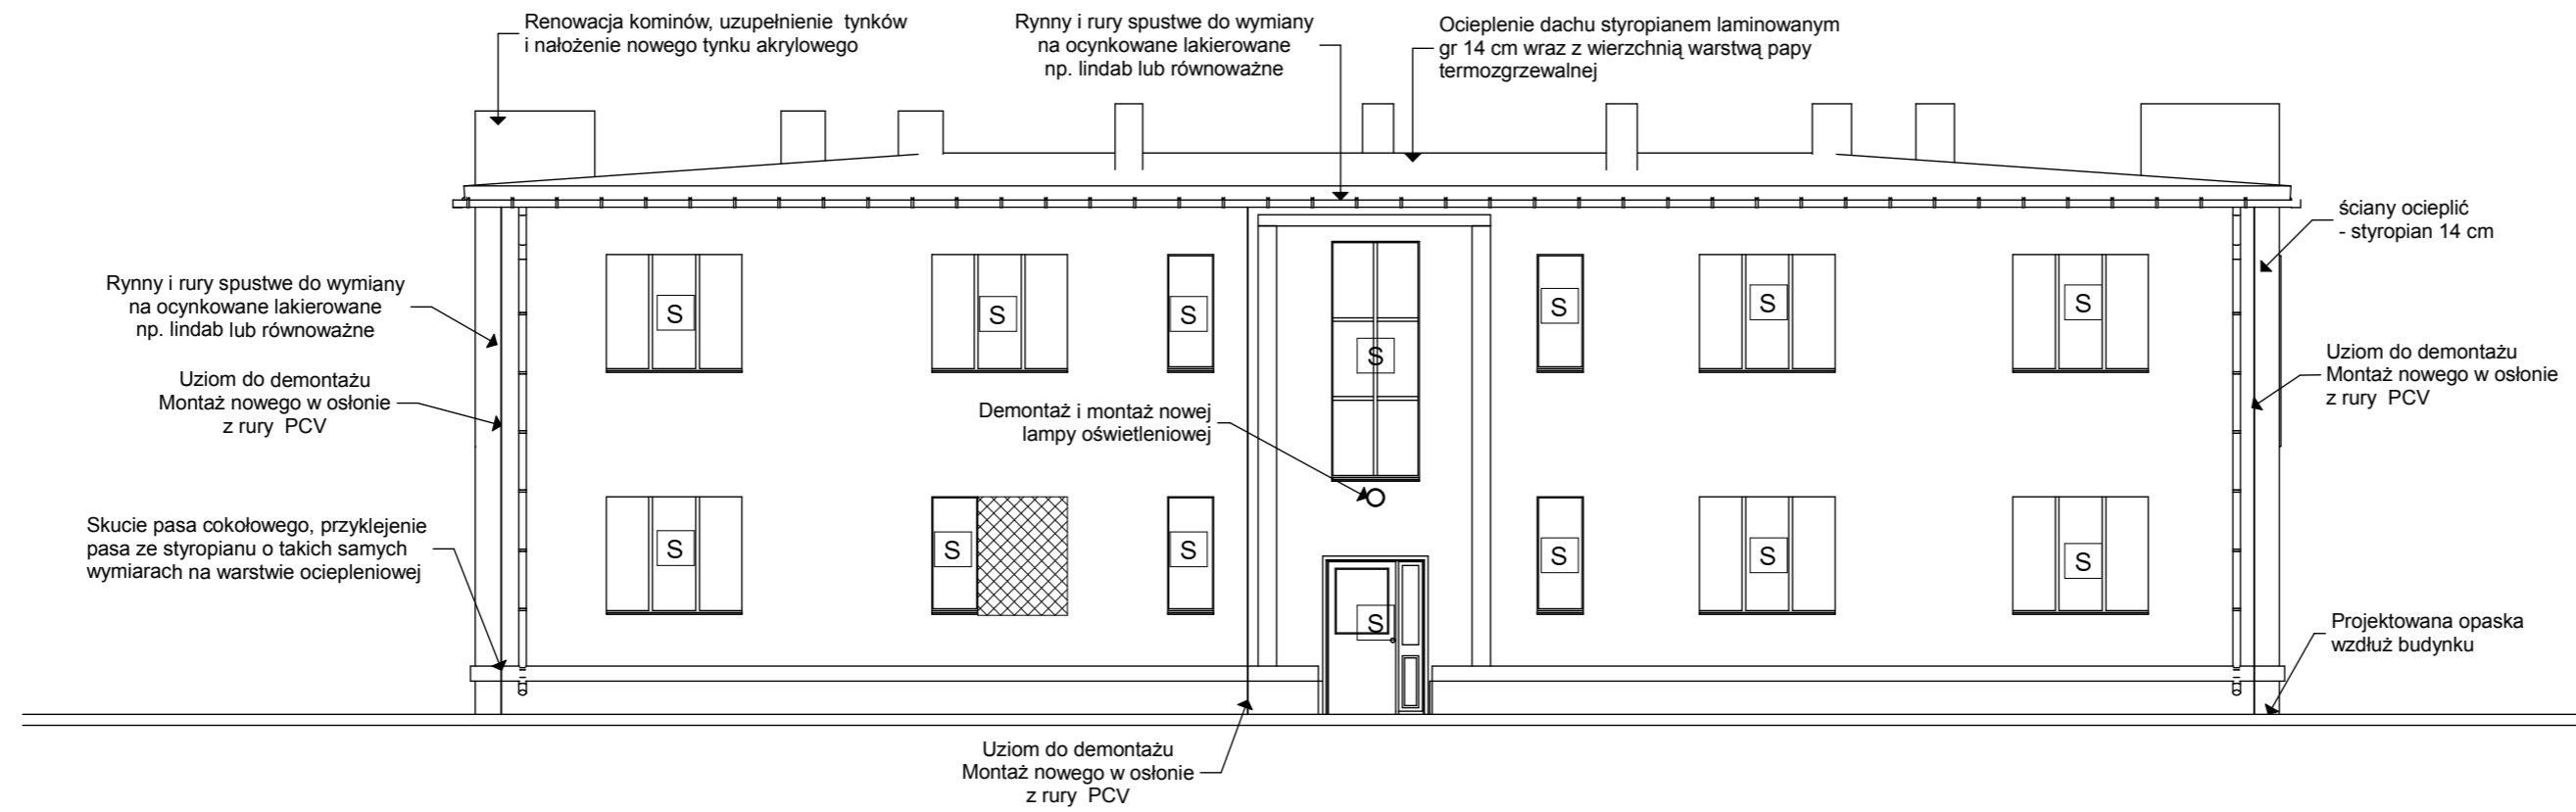 Renowacja kominów, uzupełnienie tynków
i nałożenie nowego tynku akrylowego
Rynny i rury spustwe do wymiany
na ocynkowane lakierowane
np. lindab lub równoważne
Ocieplenie dachu styropianem laminowanym
gr 14 cm wraz z wierzchnią warstwą papy
termozgrzewalnej
ściany ocieplić
- styropian 14 cm
Rynny i rury spustwe do wymiany
na ocynkowane lakierowane
np. lindab lub równoważne
S
S
S
S
S
S
S
Uziom do demontażu
Montaż nowego w osłonie
z rury PCV
Uziom do demontażu
Montaż nowego w osłonie
z rury PCV
Demontaż i montaż nowej
lampy oświetleniowej
Skucie pasa cokołowego, przyklejenie
pasa ze styropianu o takich samych
wymiarach na warstwie ociepleniowej
S
S
S
S
S
S
S
Projektowana opaska
wzdłuż budynku
Uziom do demontażu
Montaż nowego w osłonie
z rury PCV